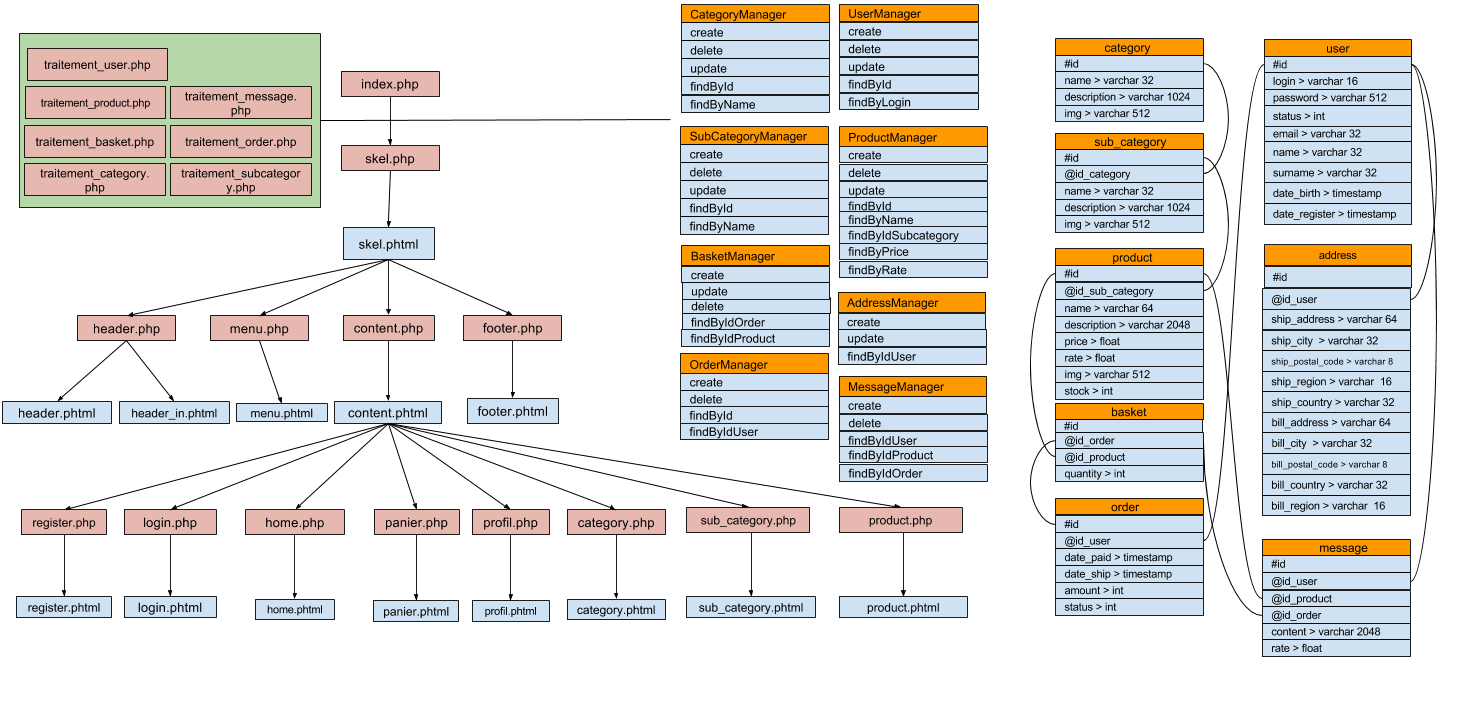 traitement_user.php
traitement_product.php
traitement_message.
php
traitement_basket.php
traitement_order.php
traitement_category.
php
traitement_subcategor
y.php
index.php
skel.php
skel.phtml
header.php
menu.php
content.php
footer.php
header.phtml
header_in.phtml
menu.phtml
content.phtml
footer.phtml
register.php
login.php
home.php
panier.php
profil.php
category.php
sub_category.php
product.php
register.phtml
login.phtml
home.phtml
panier.phtml
profil.phtml
category.phtml
sub_category.phtml
product.phtml
CategoryManager
create
delete
update
findById
findByName
UserManager
create
delete
update
findById
findByLogin
SubCategoryManager
create
delete
update
findById
findByName
ProductManager
create
delete
update
findById
findByName
findByIdSubcategory
findByPrice
findByRate
BasketManager
create
update
delete
findByIdOrder
findByIdProduct
AddressManager
create
update
findByIdUser
OrderManager
create
delete
findById
findByIdUser
MessageManager
create
delete
findByIdUser
findByIdProduct
findByIdOrder
category
#id
name > varchar 32
description > varchar 1024
img > varchar 512
sub_category
#id
@id_category
name > varchar 32
description > varchar 1024
img > varchar 512
product
#id
@id_sub_category
name > varchar 64
description > varchar 2048
price > float
rate > float
img > varchar 512
stock > int
basket
#id
@id_order
@id_product
quantity > int
order
#id
@id_user
date_paid > timestamp
date_ship > timestamp
amount > int
status > int
user
#id
login > varchar 16
password > varchar 512
status > int
email > varchar 32
name > varchar 32
surname > varchar 32
date_birth > timestamp
date_register > timestamp
address
#id
@id_user
ship_address > varchar 64
ship_city  > varchar 32
ship_postal_code > varchar 8
ship_region > varchar  16
ship_country > varchar 32
bill_address > varchar 64
bill_city  > varchar 32
bill_postal_code > varchar 8
bill_country > varchar 32
bill_region > varchar  16
message
#id
@id_user
@id_product
@id_order
content > varchar 2048
rate > float